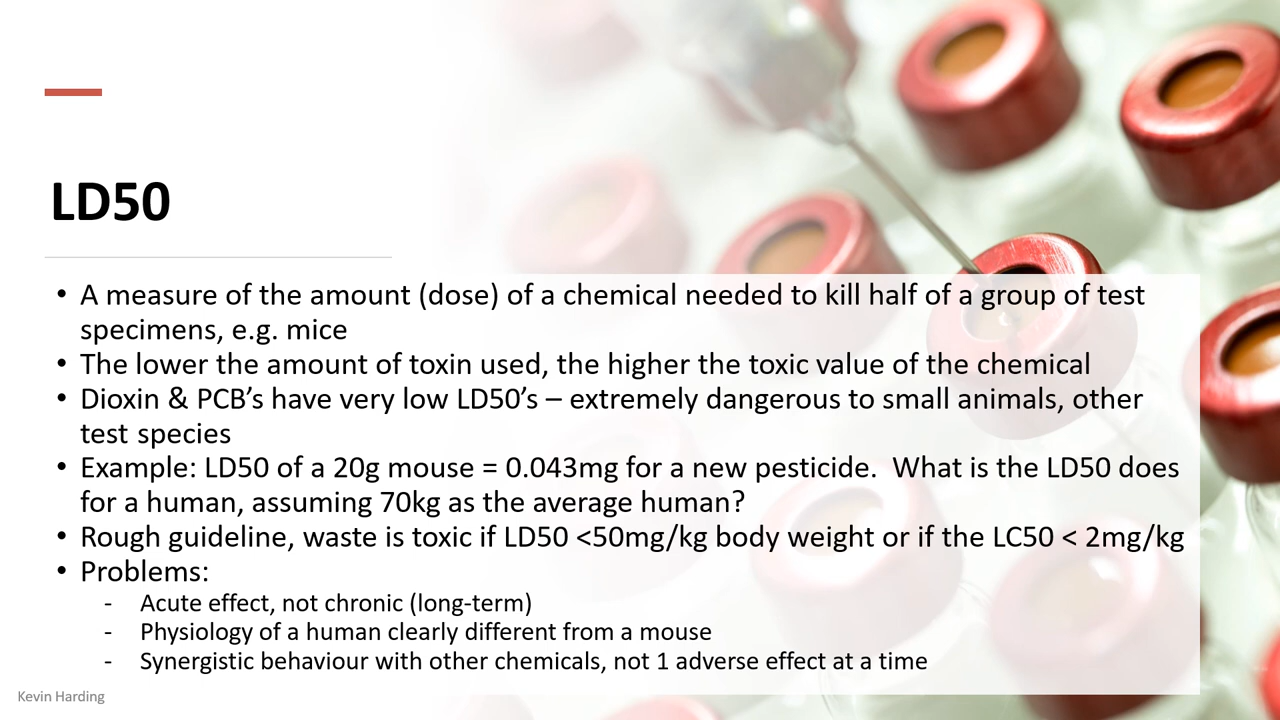 LD50
• A measure of the amount (dose) of a chemical needed to kill half of a group of test
specimens, e.g. mice
• The lower the amount of toxin used, the higher the toxic value of the chemical
• Dioxin & PCB’s have very low LD50’s – extremely dangerous to small animals, other
test species
• Example: LD50 of a 20g mouse = 0.043mg for a new pesticide.  What is the LD50 does
for a human, assuming 70kg as the average human?
• Rough guideline, waste is toxic if LD50 <50mg/kg body weight or if the LC50 < 2mg/kg
• Problems:
- Acute effect, not chronic (long-term)
- Physiology of a human clearly different from a mouse
- Synergistic behaviour with other chemicals, not 1 adverse effect at a time
Kevin Harding